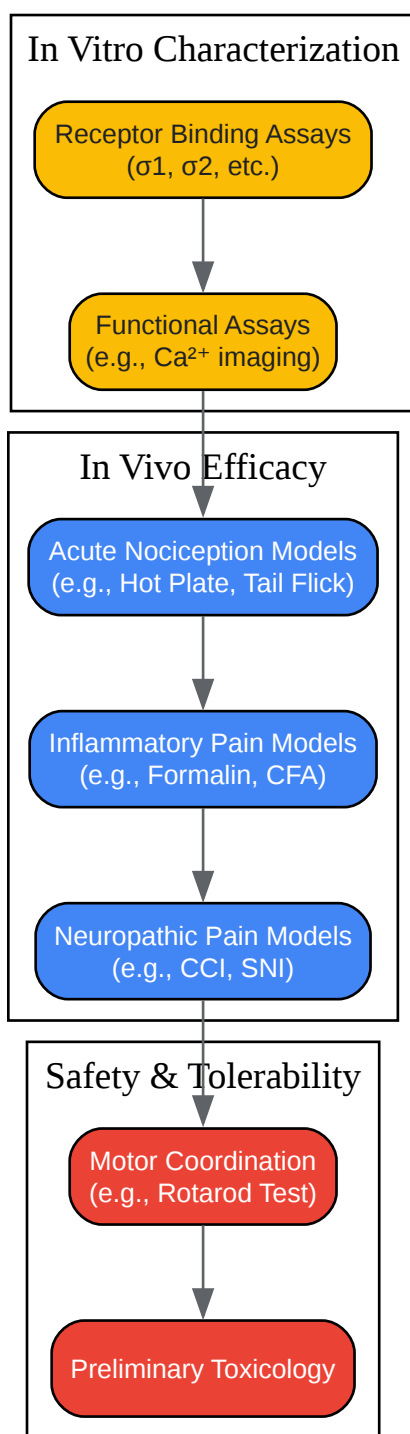 In Vitro Characterization
Receptor Binding Assays
(σ1, σ2, etc.)
Functional Assays
(e.g., Ca²⁺ imaging)
In Vivo Efficacy
Acute Nociception Models
(e.g., Hot Plate, Tail Flick)
Inflammatory Pain Models
(e.g., Formalin, CFA)
Neuropathic Pain Models
(e.g., CCI, SNI)
Safety & Tolerability
Motor Coordination
(e.g., Rotarod Test)
Preliminary Toxicology